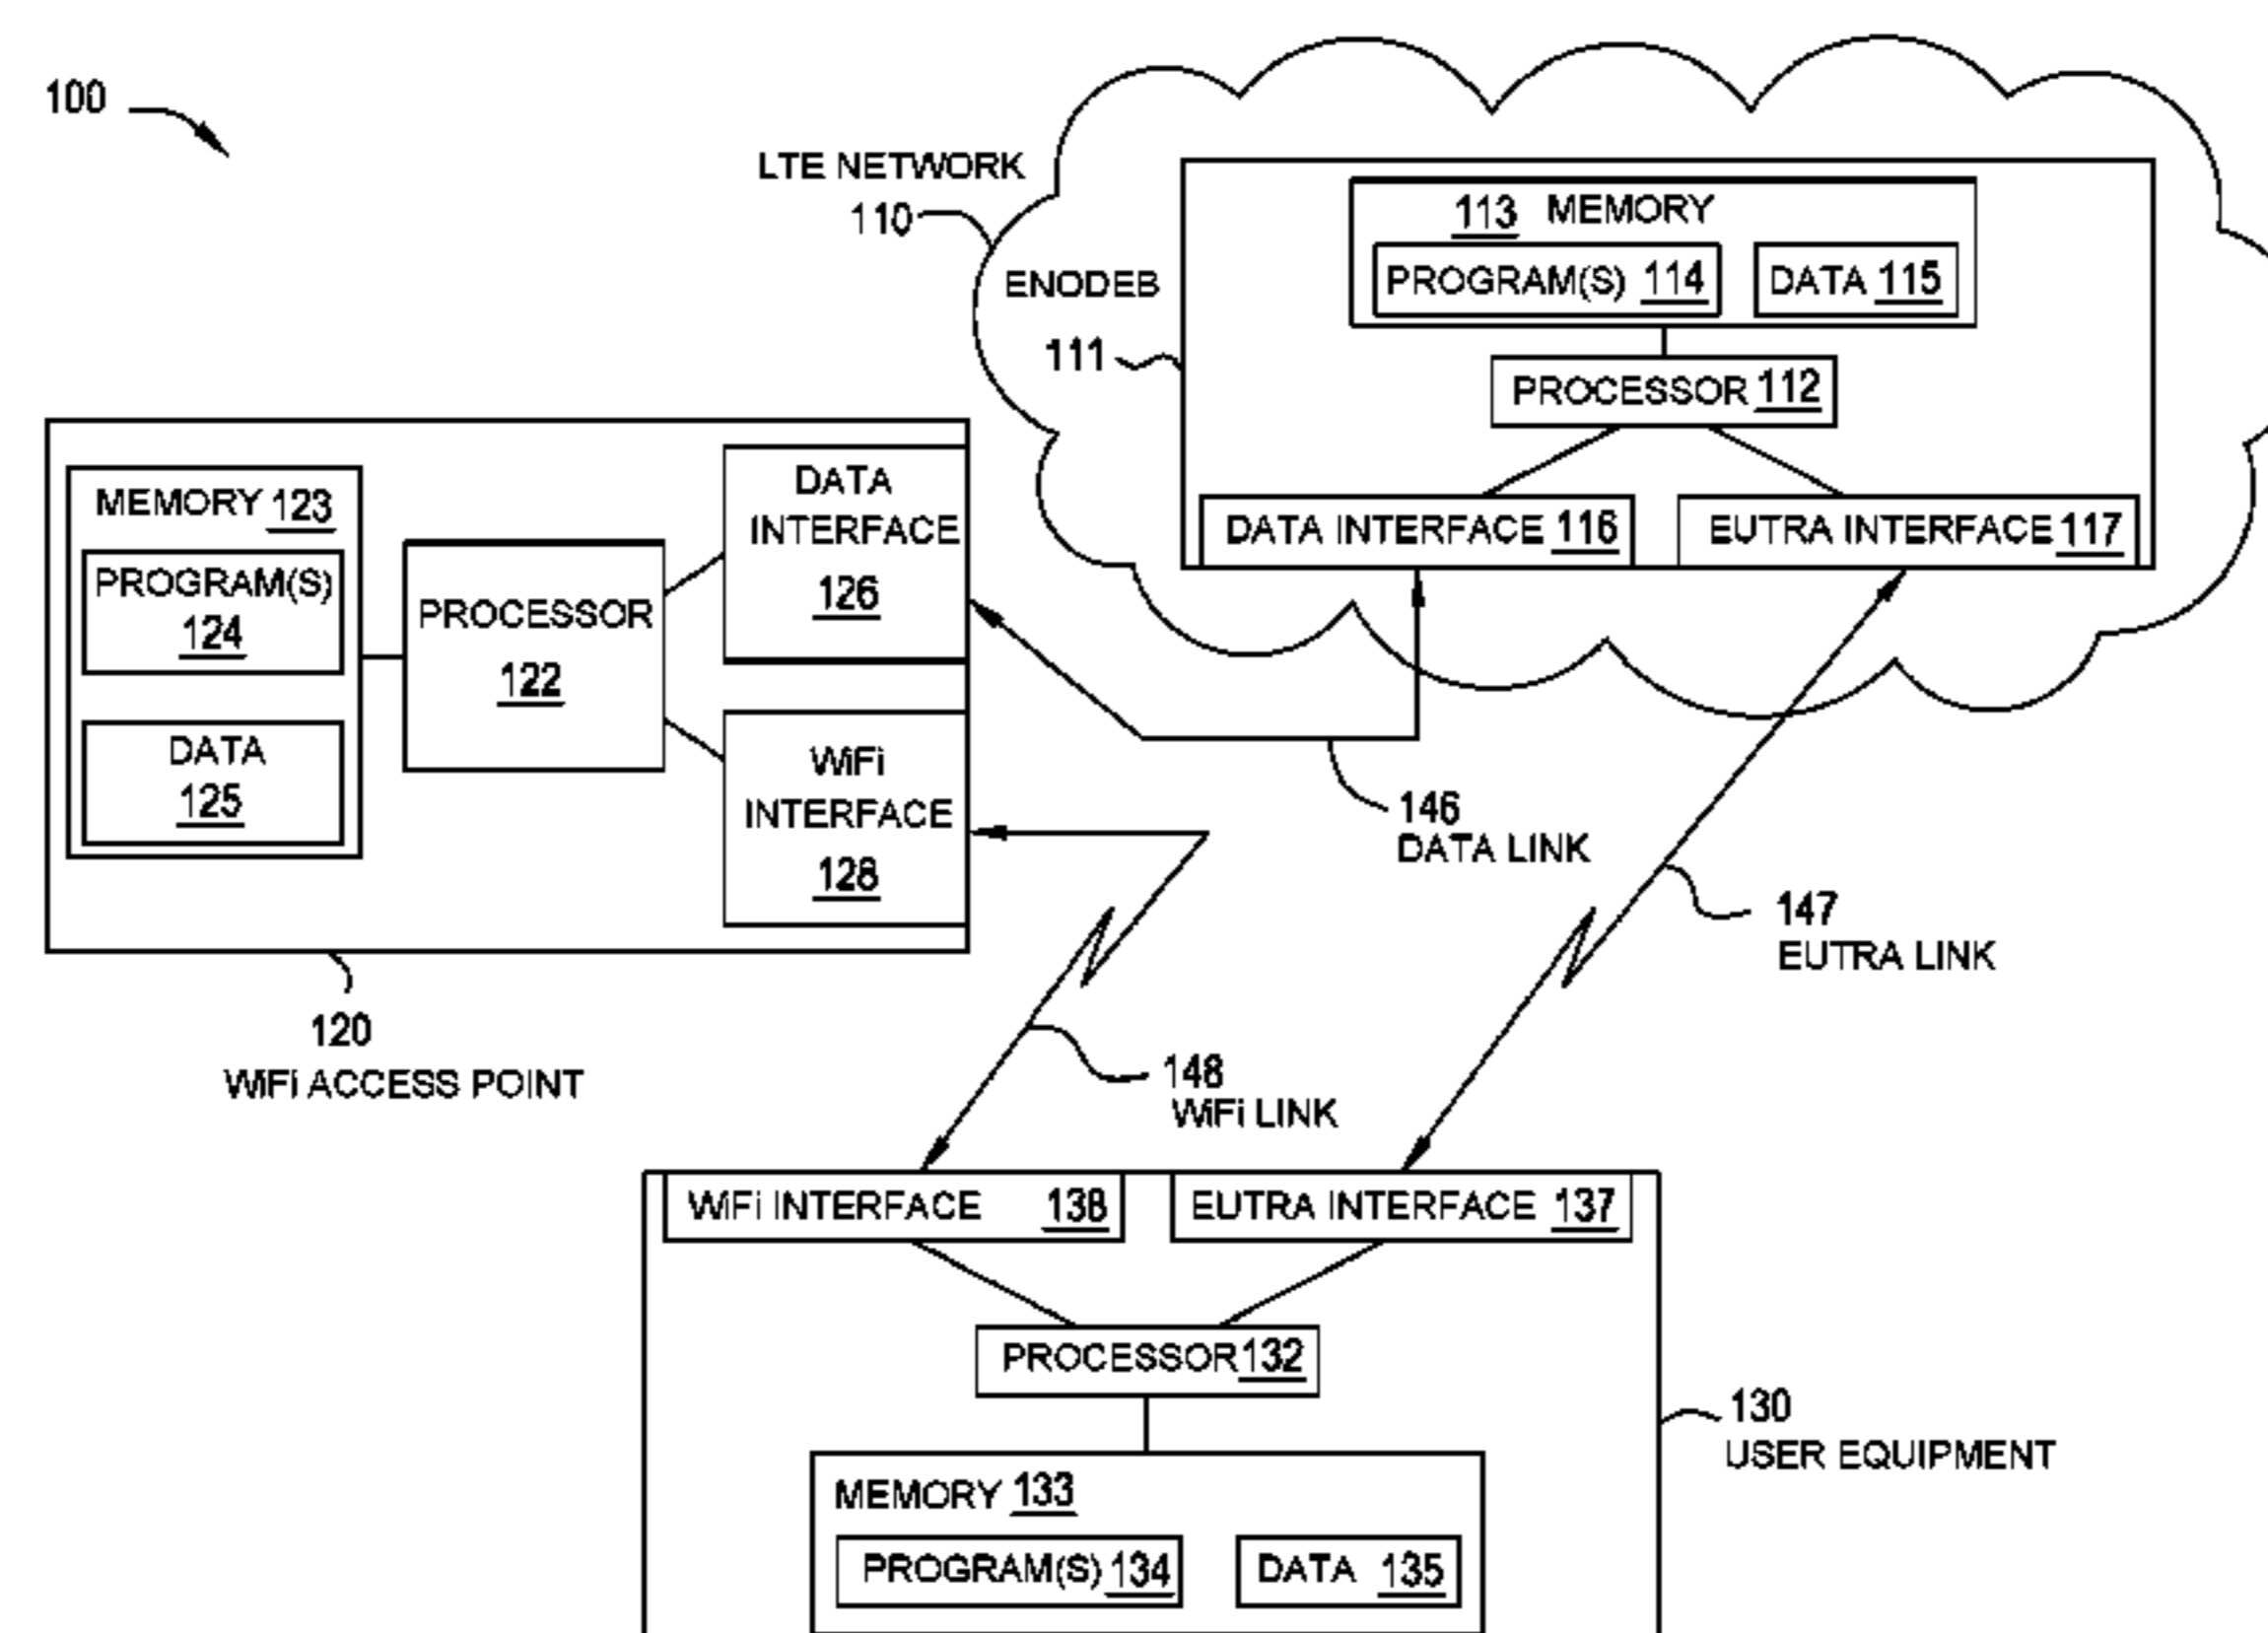 100
LTE NETWORK
110
ENODEB
111
113 MEMORY
PROGRAM(S) 114
DATA 115
PROCESSOR 112
DATA INTERFACE 116
EUTRA INTERFACE 117
MEMORY 123
PROGRAM(S)
124
DATA
125
PROCESSOR
122
DATA
INTERFACE
126
WiFi
INTERFACE
128
120
WiFi ACCESS POINT
146
DATA LINK
147
EUTRA LINK
148
WiFi LINK
WiFi INTERFACE 138
EUTRA INTERFACE 137
PROCESSOR 132
130
USER EQUIPMENT
MEMORY 133
PROGRAM(S) 134
DATA 135